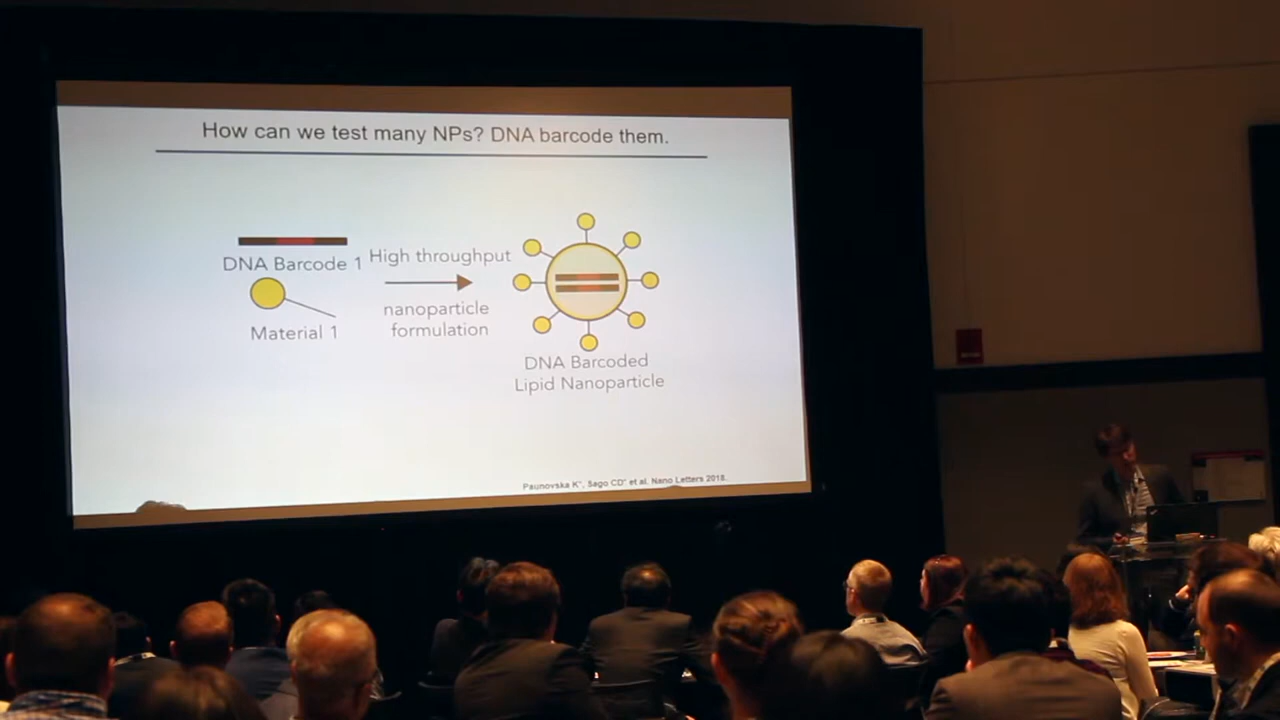 How can we test many NPs? DNA barcode them.
DNA Barcode 1
Material 1
High throughput
nanoparticle
formulation
DNA Barcoded
Lipid Nanoparticle
Paunovska K*, Sago CD* et al. Nano Letters 2018.